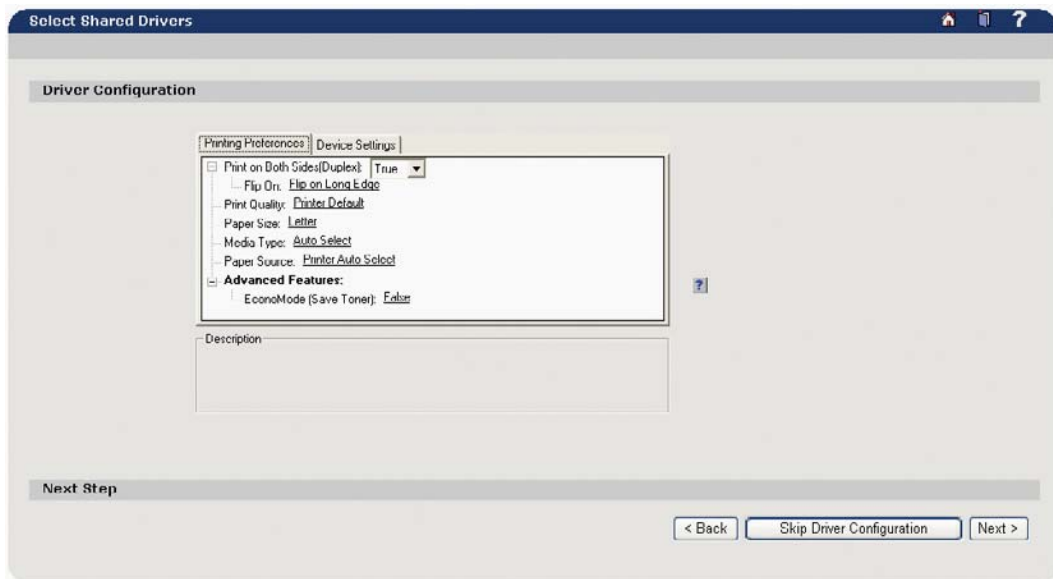 Select Shared Drivers ?
Driver Configuration
Printing Preferences Device Settings
Print on Both Sides(Duplex): True
Flip On: Flip on Long Edge
Print Quality: Printer Default
Paper Size: Letter
Media Type: Auto Select
Paper Source: Printer Auto Select
Advanced Features:
EconoMode (Save Toner): False
?
Description
Next Step
< Back Skip Driver Configuration Next >